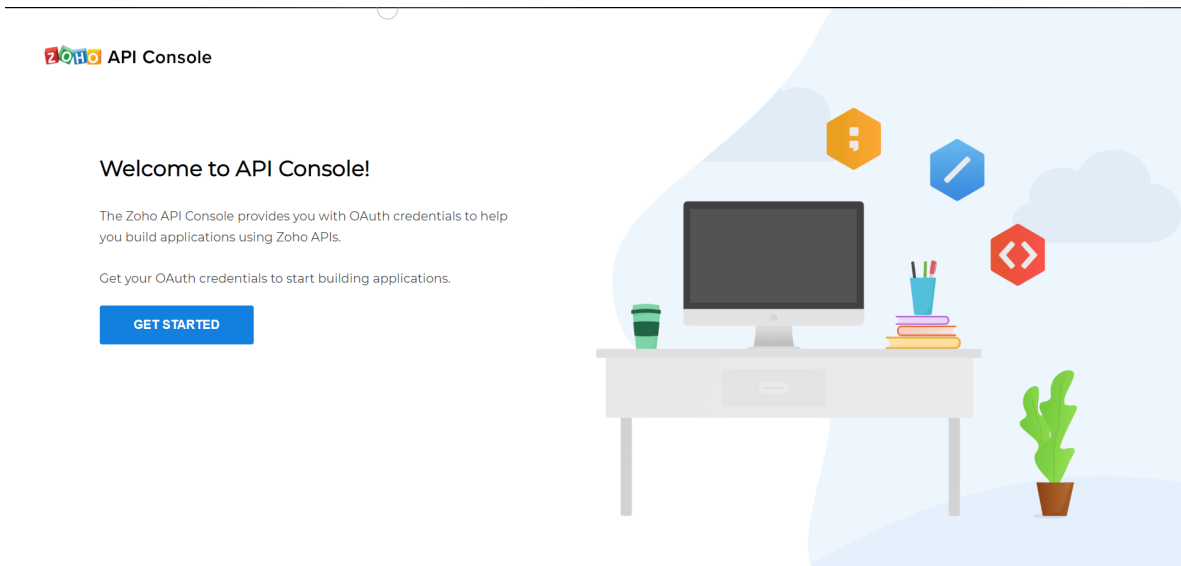 ZOHO API Console
Welcome to API Console!
The Zoho API Console provides you with OAuth credentials to help
you build applications using Zoho APIs.
Get your OAuth credentials to start building applications.
GET STARTED